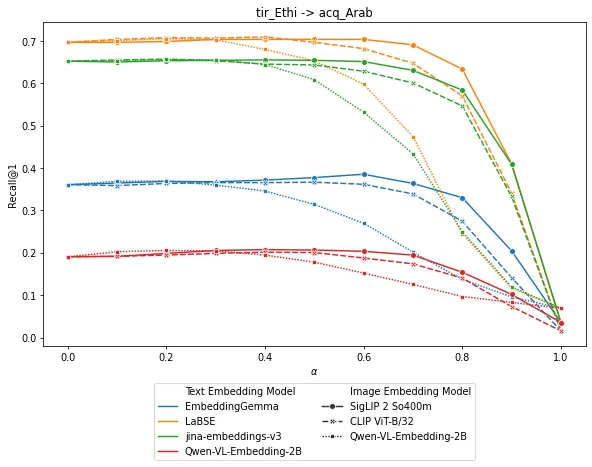 tir_Ethi -> acq_Arab
Recall@1
0.7
0.6
0.5
0.4
0.3
0.2
0.1
0.0
0.0 0.2 0.4 0.6 0.8 1.0
α
Text Embedding Model Image Embedding Model
EmbeddingGemma SigLIP 2 So400m
LaBSE CLIP ViT-B/32
jina-embeddings-v3 Qwen-VL-Embedding-2B
Qwen-VL-Embedding-2B